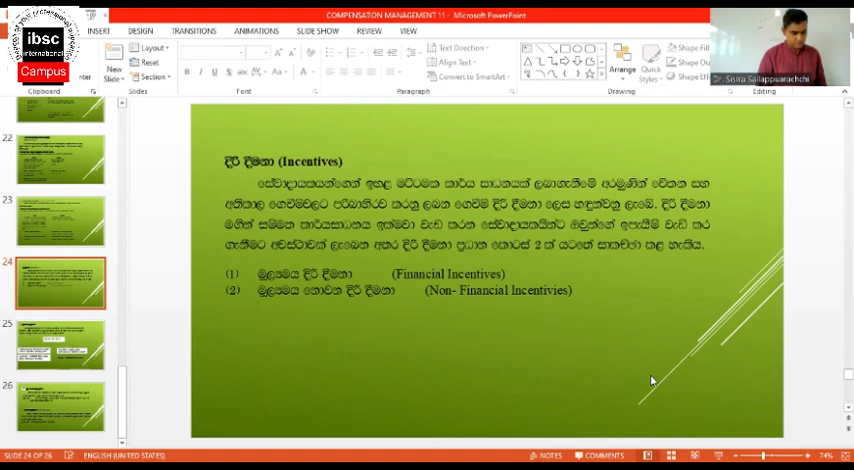 COMPENSATION MANAGEMENT 11 - Microsoft PowerPoint
INSERT DESIGN TRANSITIONS ANIMATIONS SLIDE SHOW REVIEW VIEW
ibsc
International
Campus
New
Slide
Layout
Reset
Section
Text Direction
Align Text
Convert to SmartArt
Arrange
Quick
Styles
Shape Fill
Shape
Shape
Clipboard Slides Font Paragraph Drawing Editing
Dr. Sisira Sallappuarachchi
22
23
24
25
26
දිරි දීමනා (Incentives)
සේවාදායකයන්ගෙන් ඉහළ මට්ටමක කාර්ය සාධනයක් ලබාගැනීමේ අරමුණින් වේතන සහ
අතිකාල ගෙවීම්වලට පරිබාහිරව කරනු ලබන ගෙවීම් දිරි දීමනා ලෙස හඳුන්වනු ලැබේ. දිරි දීමනා
මගින් සම්මත කාර්යසාධනය ඉක්මවා වැඩ කරන සේවාදායකයින්ට ඔවුන්ගේ ඉපැයීම් වැඩි කර
ගැනීමට අවස්ථාවක් ලැබෙන අතර දිරි දීමනා ප්‍රධාන කොටස් 2 ක් යටතේ සාකච්ඡා කළ හැකිය.
(1) මූල්‍යමය දිරි දීමනා (Financial Incentives)
(2) මූල්‍යමය නොවන දිරි දීමනා (Non- Financial Incentivies)
SLIDE 24 OF 26 ENGLISH (UNITED STATES) NOTES COMMENTS 74%